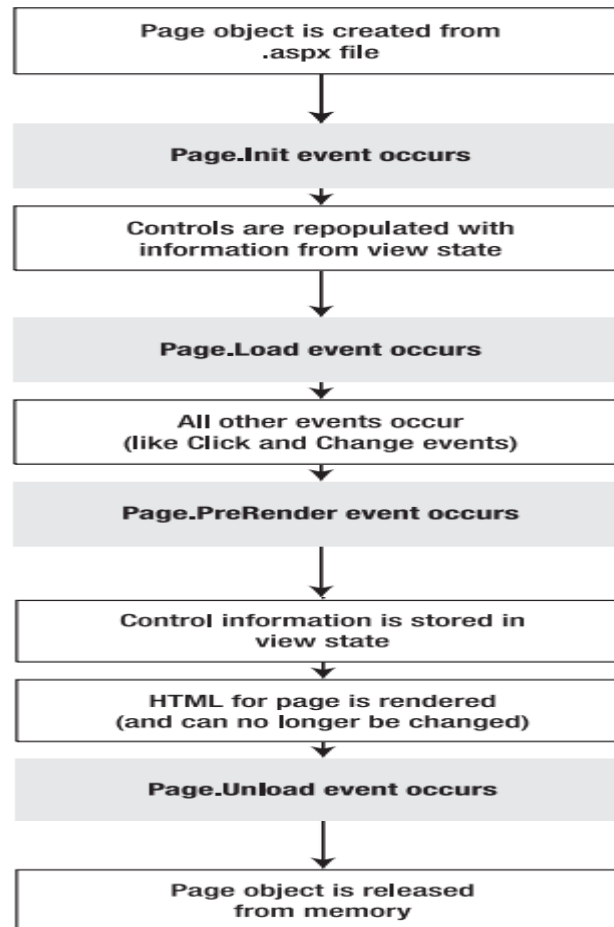 Page object is created from
.aspx file
Page.Init event occurs
Controls are repopulated with
information from view state
Page.Load event occurs
All other events occur
(like Click and Change events)
Page.PreRender event occurs
Control information is stored in
view state
HTML for page is rendered
(and can no longer be changed)
Page.Unload event occurs
Page object is released
from memory